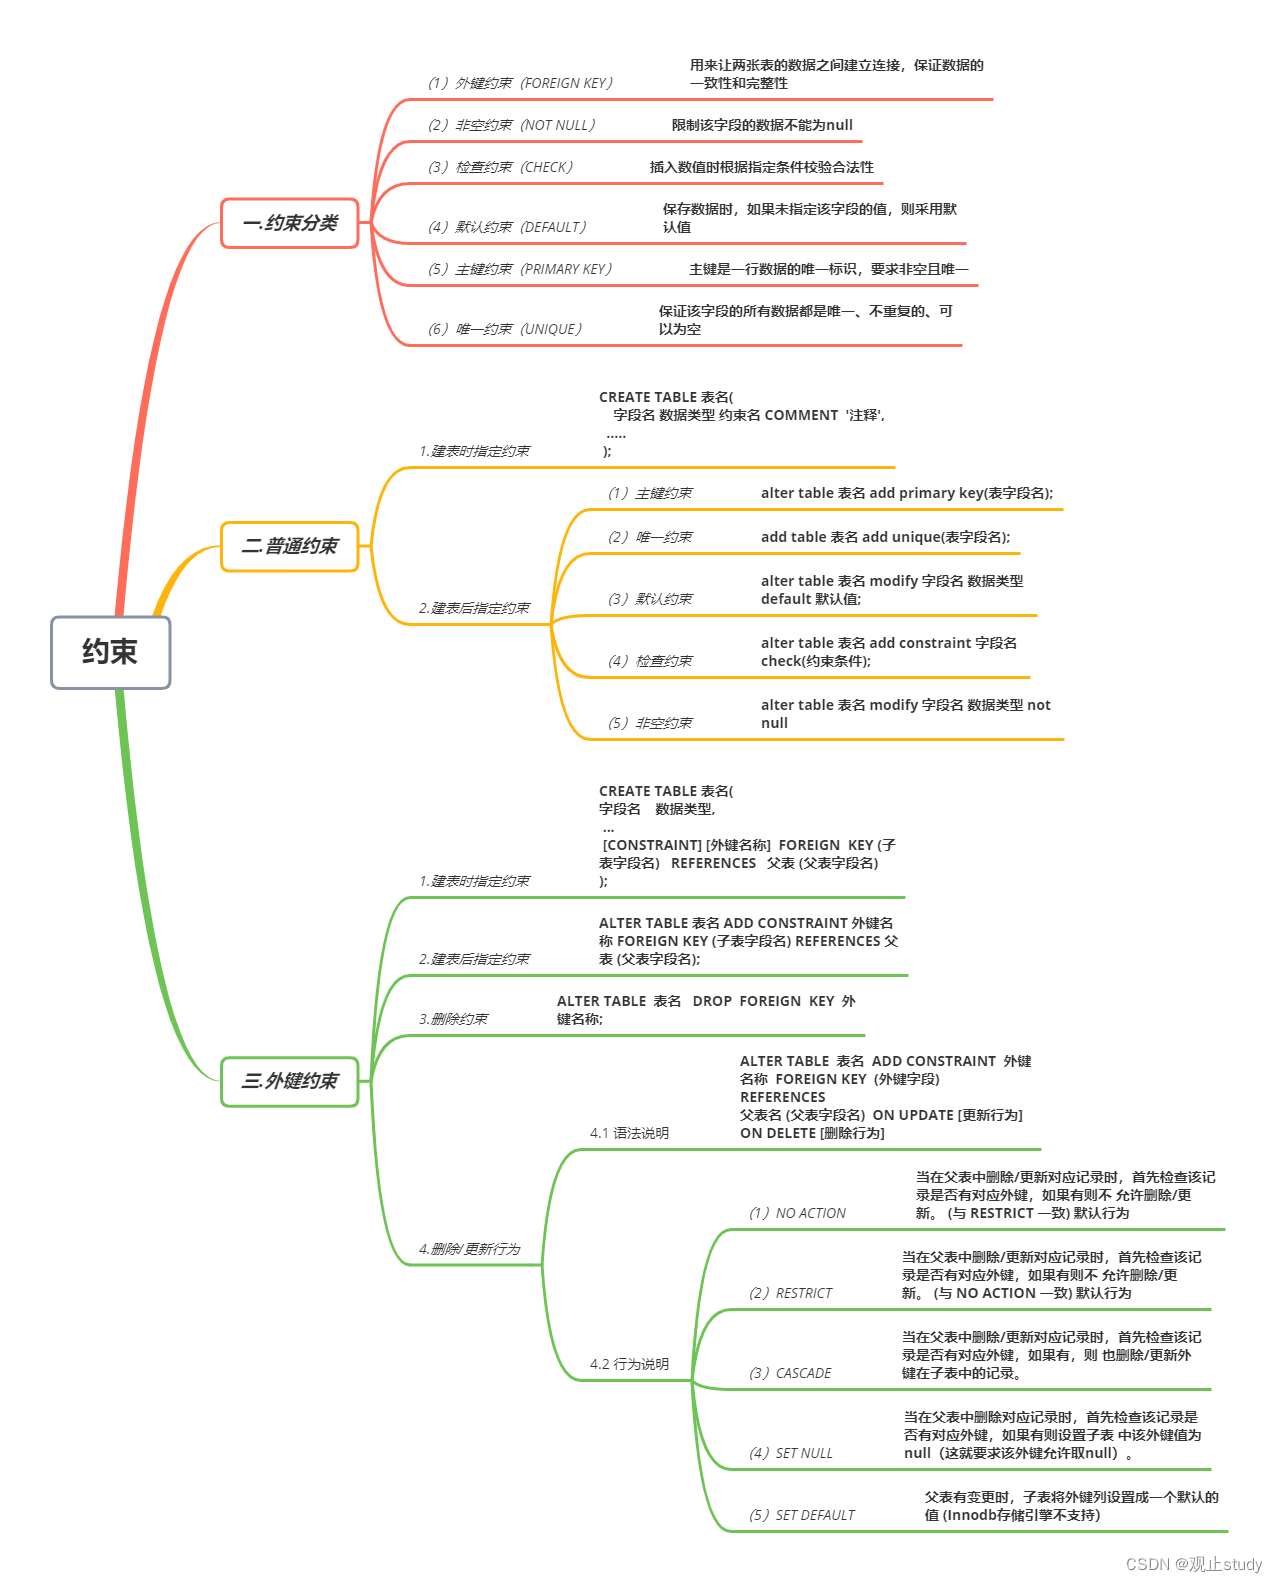 约束
一.约束分类
（1）外键约束（FOREIGN KEY）
用来让两张表的数据之间建立连接，保证数据的
一致性和完整性
（2）非空约束（NOT NULL）
限制该字段的数据不能为null
（3）检查约束（CHECK）
插入数值时根据指定条件校验合法性
（4）默认约束（DEFAULT）
保存数据时，如果未指定该字段的值，则采用默
认值
（5）主键约束（PRIMARY KEY）
主键是一行数据的唯一标识，要求非空且唯一
（6）唯一约束（UNIQUE）
保证该字段的所有数据都是唯一、不重复的、可
以为空
二.普通约束
1.建表时指定约束
CREATE TABLE 表名(
字段名 数据类型 约束名 COMMENT '注释',
.....
);
2.建表后指定约束
（1）主键约束
alter table 表名 add primary key(表字段名);
（2）唯一约束
add table 表名 add unique(表字段名);
（3）默认约束
alter table 表名 modify 字段名 数据类型
default 默认值;
（4）检查约束
alter table 表名 add constraint 字段名
check(约束条件);
（5）非空约束
alter table 表名 modify 字段名 数据类型 not
null
三.外键约束
1.建表时指定约束
CREATE TABLE 表名(
字段名 数据类型,
...
[CONSTRAINT] [外键名称] FOREIGN KEY (子
表字段名) REFERENCES 父表 (父表字段名)
);
2.建表后指定约束
ALTER TABLE 表名 ADD CONSTRAINT 外键名
称 FOREIGN KEY (子表字段名) REFERENCES 父
表 (父表字段名);
3.删除约束
ALTER TABLE 表名 DROP FOREIGN KEY 外
键名称;
4.删除/更新行为
4.1 语法说明
ALTER TABLE 表名 ADD CONSTRAINT 外键
名称 FOREIGN KEY (外键字段)
REFERENCES
父表名 (父表字段名) ON UPDATE [更新行为]
ON DELETE [删除行为]
4.2 行为说明
（1）NO ACTION
当在父表中删除/更新对应记录时，首先检查该记
录是否有对应外键，如果有则不 允许删除/更
新。 (与 RESTRICT 一致) 默认行为
（2）RESTRICT
当在父表中删除/更新对应记录时，首先检查该记
录是否有对应外键，如果有则不 允许删除/更
新。 (与 NO ACTION 一致) 默认行为
（3）CASCADE
当在父表中删除/更新对应记录时，首先检查该记
录是否有对应外键，如果有，则 也删除/更新外
键在子表中的记录。
（4）SET NULL
当在父表中删除对应记录时，首先检查该记录是
否有对应外键，如果有则设置子表 中该外键值为
null（这就要求该外键允许取null）。
（5）SET DEFAULT
父表有变更时，子表将外键列设置成一个默认的
值 (Innodb存储引擎不支持)
CSDN @观止study